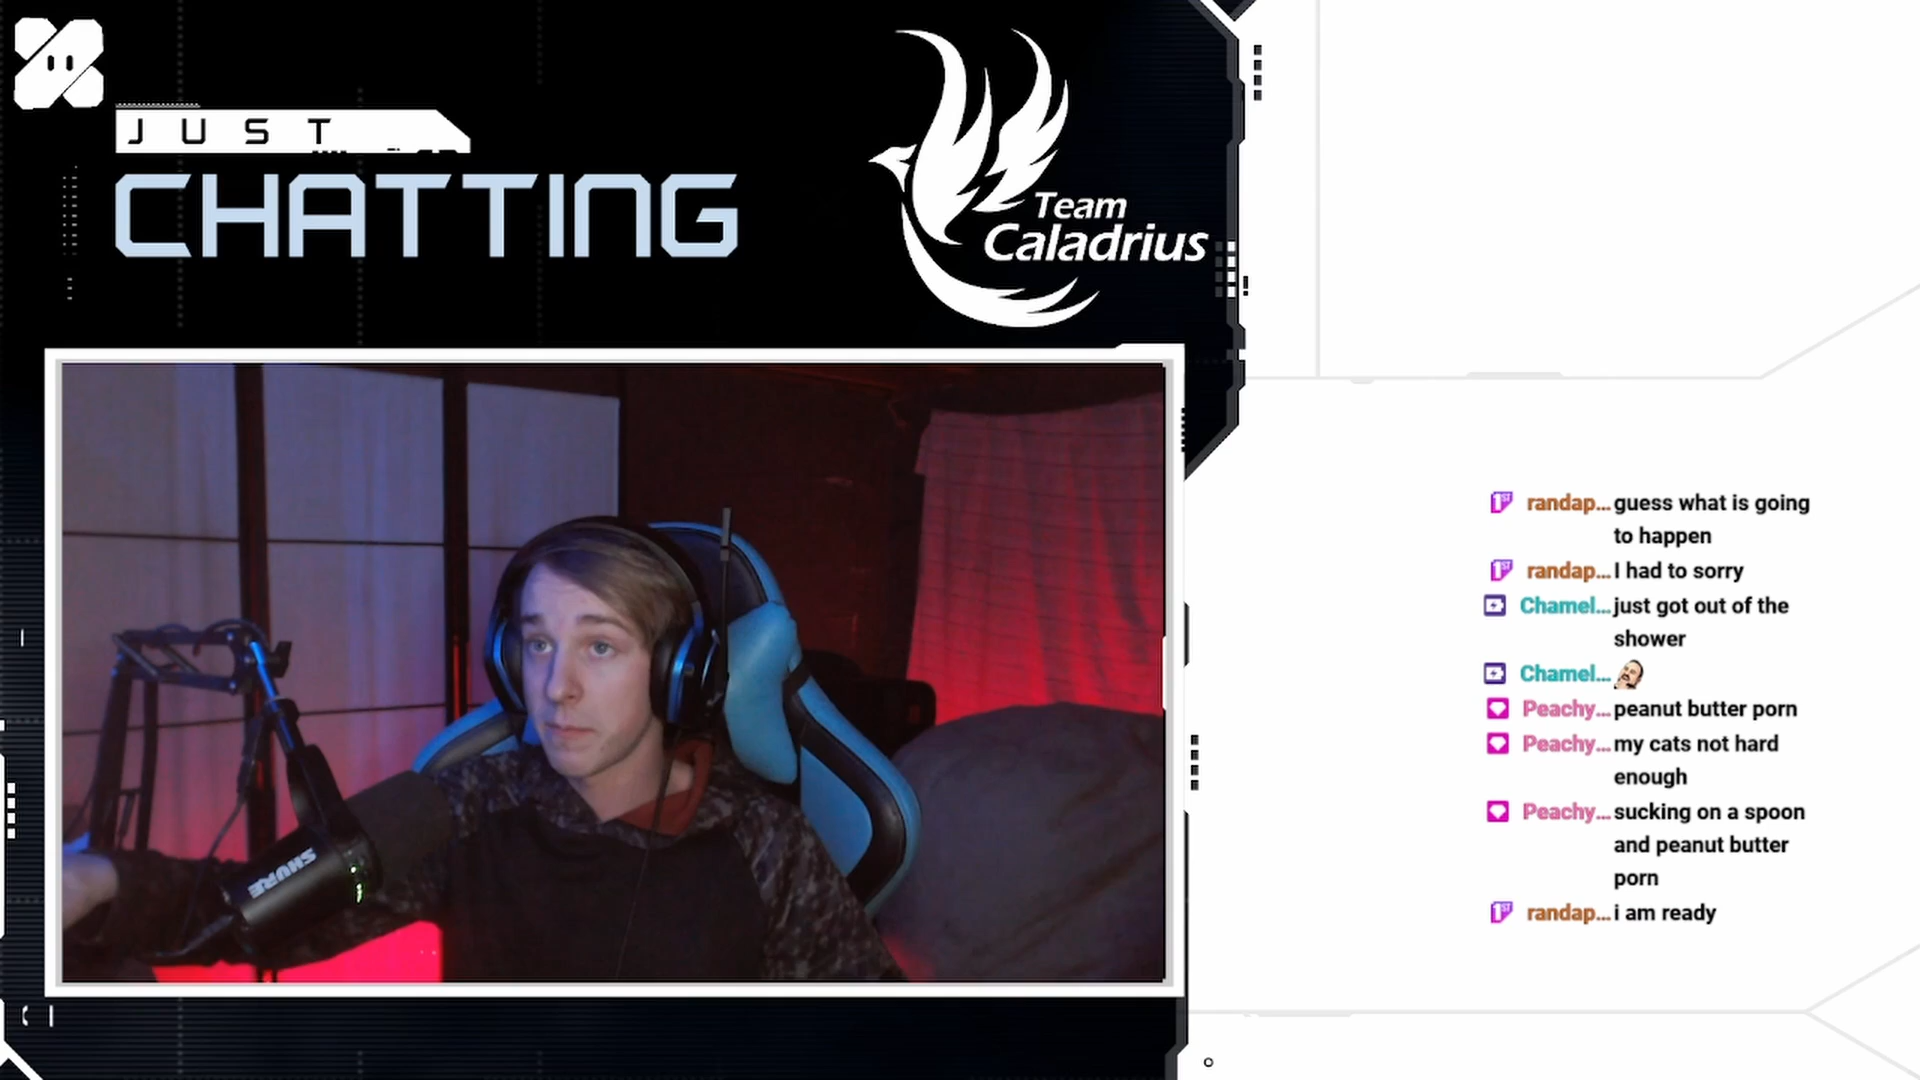 JUST
CHATTING
Team
Caladrius
randap... guess what is going
to happen
randap... I had to sorry
Chamel... just got out of the
shower
Chamel...
Peachy... peanut butter porn
Peachy... my cats not hard
enough
Peachy... sucking on a spoon
and peanut butter
porn
randap... i am ready
SHURE